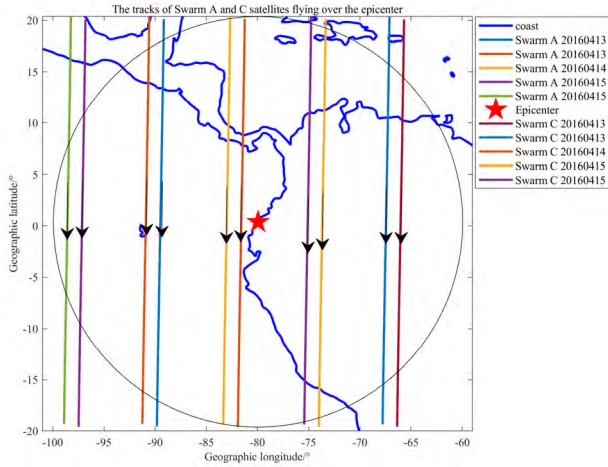 The tracks of Swarm A and C satellites flying over the epicenter
20
15
10
5
0
-5
-10
-15
-20
Geographic latitude/°
-100
-95
-90
-85
-80
-75
-70
-65
-60
Geographic longitude/°
coast
Swarm A 20160413
Swarm A 20160413
Swarm A 20160414
Swarm A 20160415
Swarm A 20160415
Epicenter
Swarm C 20160413
Swarm C 20160413
Swarm C 20160414
Swarm C 20160415
Swarm C 20160415